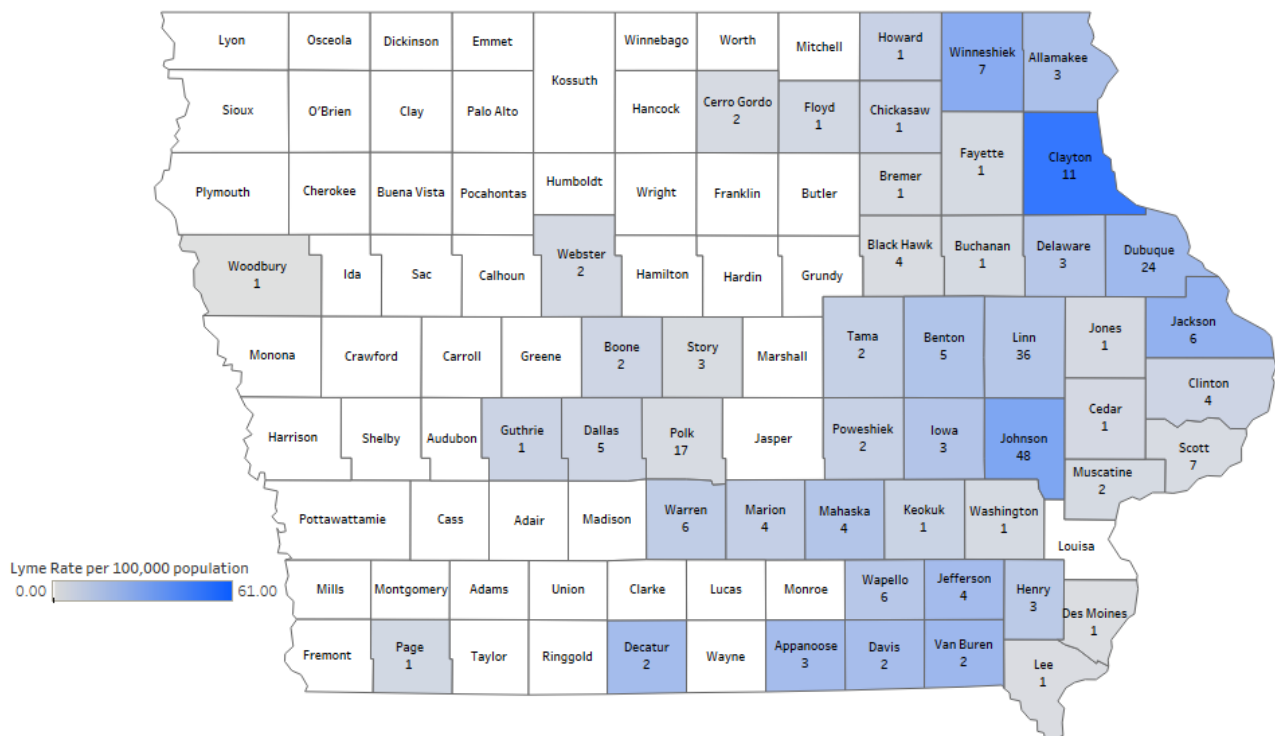 Lyon
Osceola
Dickinson
Emmet
Kossuth
Winnebago
Worth
Mitchell
Howard
1
Winneshiek
7
Allamakee
3
Sioux
O'Brien
Clay
Palo Alto
Hancock
Cerro Gordo
2
Floyd
1
Chickasaw
1
Fayette
1
Clayton
11
Plymouth
Cherokee
Buena Vista
Pocahontas
Humboldt
Wright
Franklin
Butler
Bremer
1
Woodbury
1
Ida
Sac
Calhoun
Webster
2
Hamilton
Hardin
Grundy
Black Hawk
4
Buchanan
1
Delaware
3
Dubuque
24
Monona
Crawford
Carroll
Greene
Boone
2
Story
3
Marshall
Tama
2
Benton
5
Linn
36
Jones
1
Jackson
6
Clinton
4
Harrison
Shelby
Audubon
Guthrie
1
Dallas
5
Polk
17
Jasper
Poweshiek
2
Iowa
3
Johnson
48
Cedar
1
Scott
7
Muscatine
2
Pottawattamie
Cass
Adair
Madison
Warren
6
Marion
4
Mahaska
4
Keokuk
1
Washington
1
Louisa
Lyme Rate per 100,000 population
0.00 61.00
Mills
Montgomery
Adams
Union
Clarke
Lucas
Monroe
Wapello
6
Jefferson
4
Henry
3
Des Moines
1
Fremont
Page
1
Taylor
Ringgold
Decatur
2
Wayne
Appanoose
3
Davis
2
Van Buren
2
Lee
1